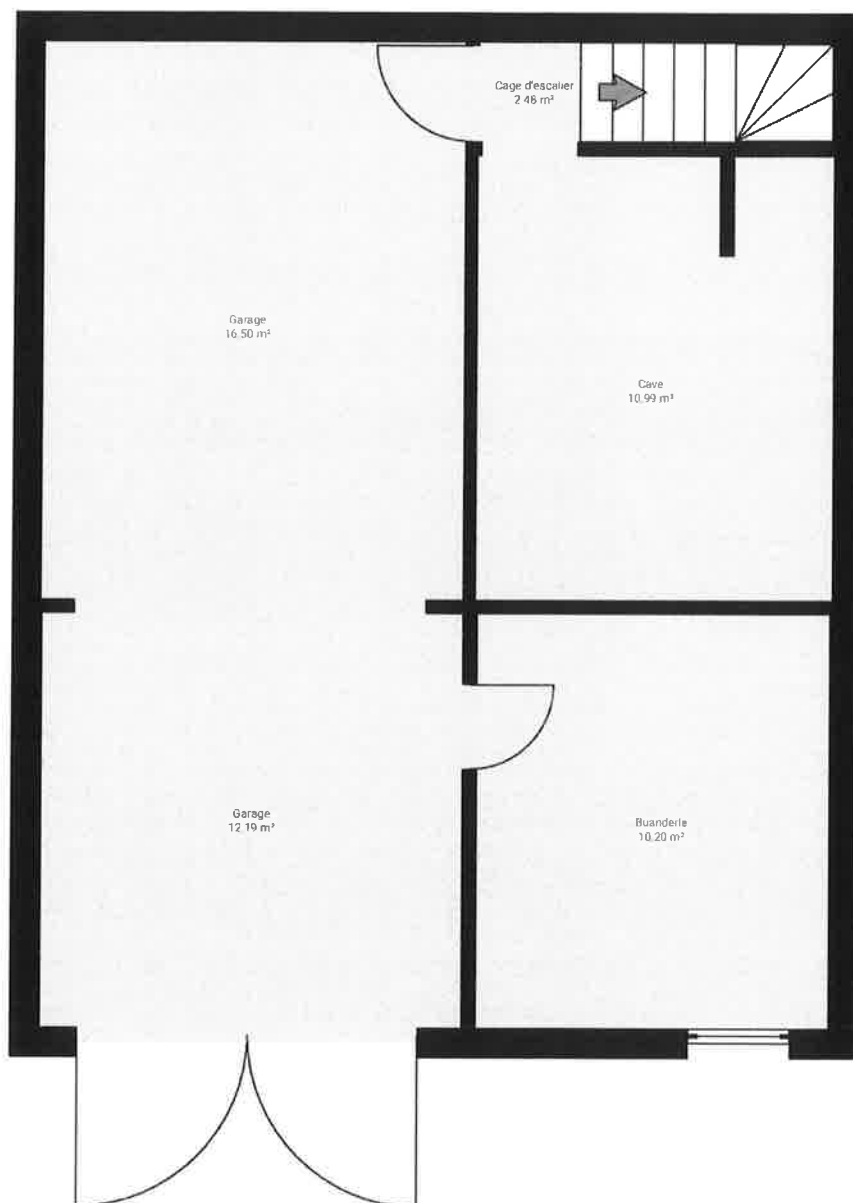 Cage d'escalier
2.46 m²
Garage
16,50 m²
Cave
10,99 m²
Garage
12,19 m²
Buanderie
10,20 m²